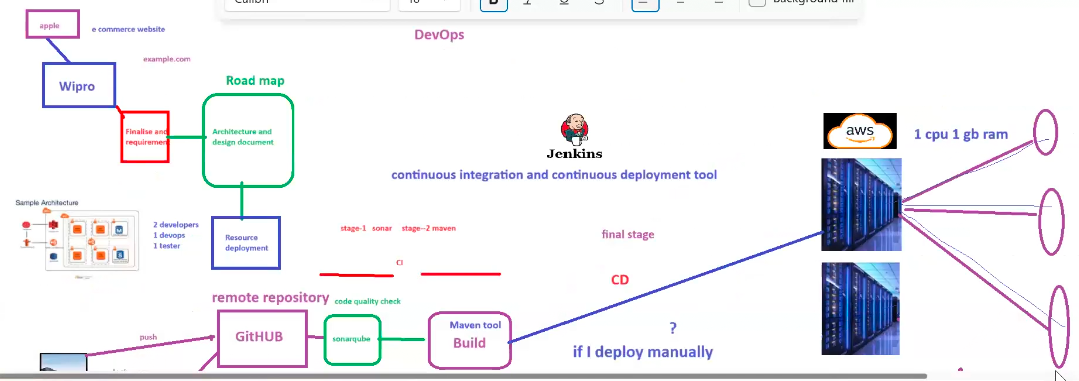 Calibri
Background fill
DevOps
apple
e commerce website
example.com
Wipro
Road map
Finalise and
requiremen
Architecture and
design document
Jenkins
aws
1 cpu 1 gb ram
continuous integration and continuous deployment tool
Sample Architecture
2 developers
1 devops
1 tester
Resource
deployment
stage-1 sonar stage--2 maven
final stage
CI
CD
remote repository
code quality check
push
GitHUB
sonarqube
Maven tool
Build
?
if I deploy manually